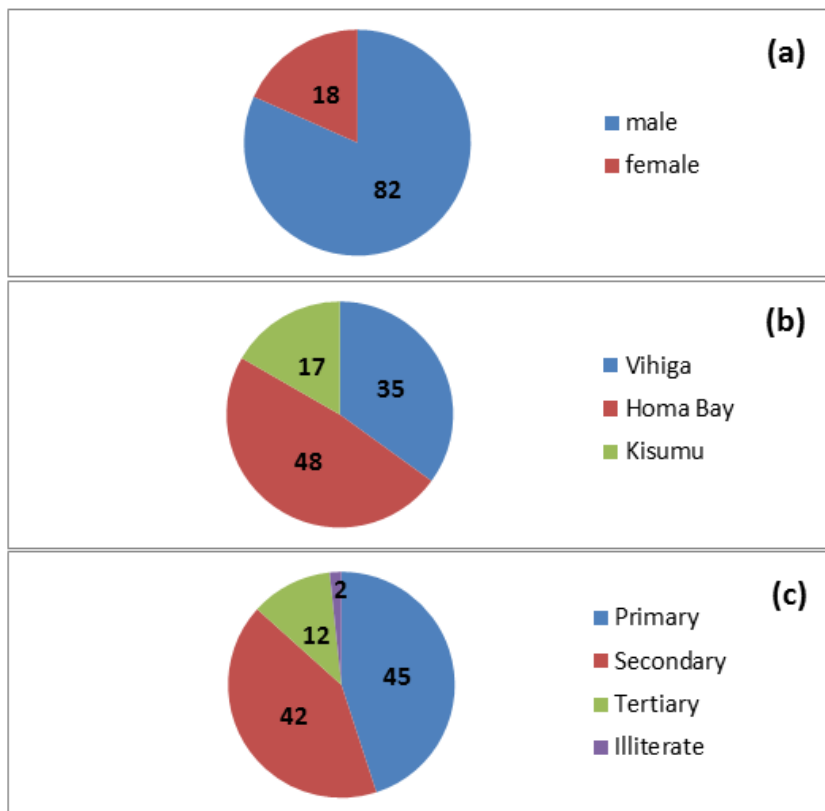 (a)
18
82
male
female
(b)
17
35
48
Vihiga
Homa Bay
Kisumu
(c)
2
12
45
42
Primary
Secondary
Tertiary
Illiterate